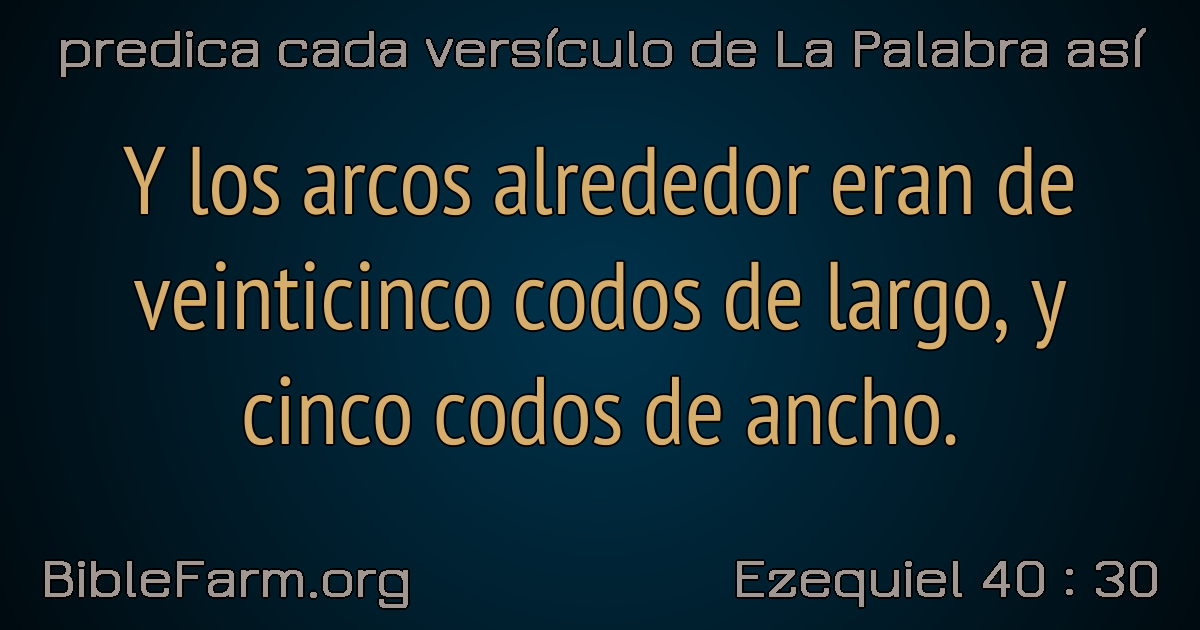 predica cada versículo de La Palabra así
Y los arcos alrededor eran de
veinticinco codos de largo, y
cinco codos de ancho.
BibleFarm.org
Ezequiel 40 : 30